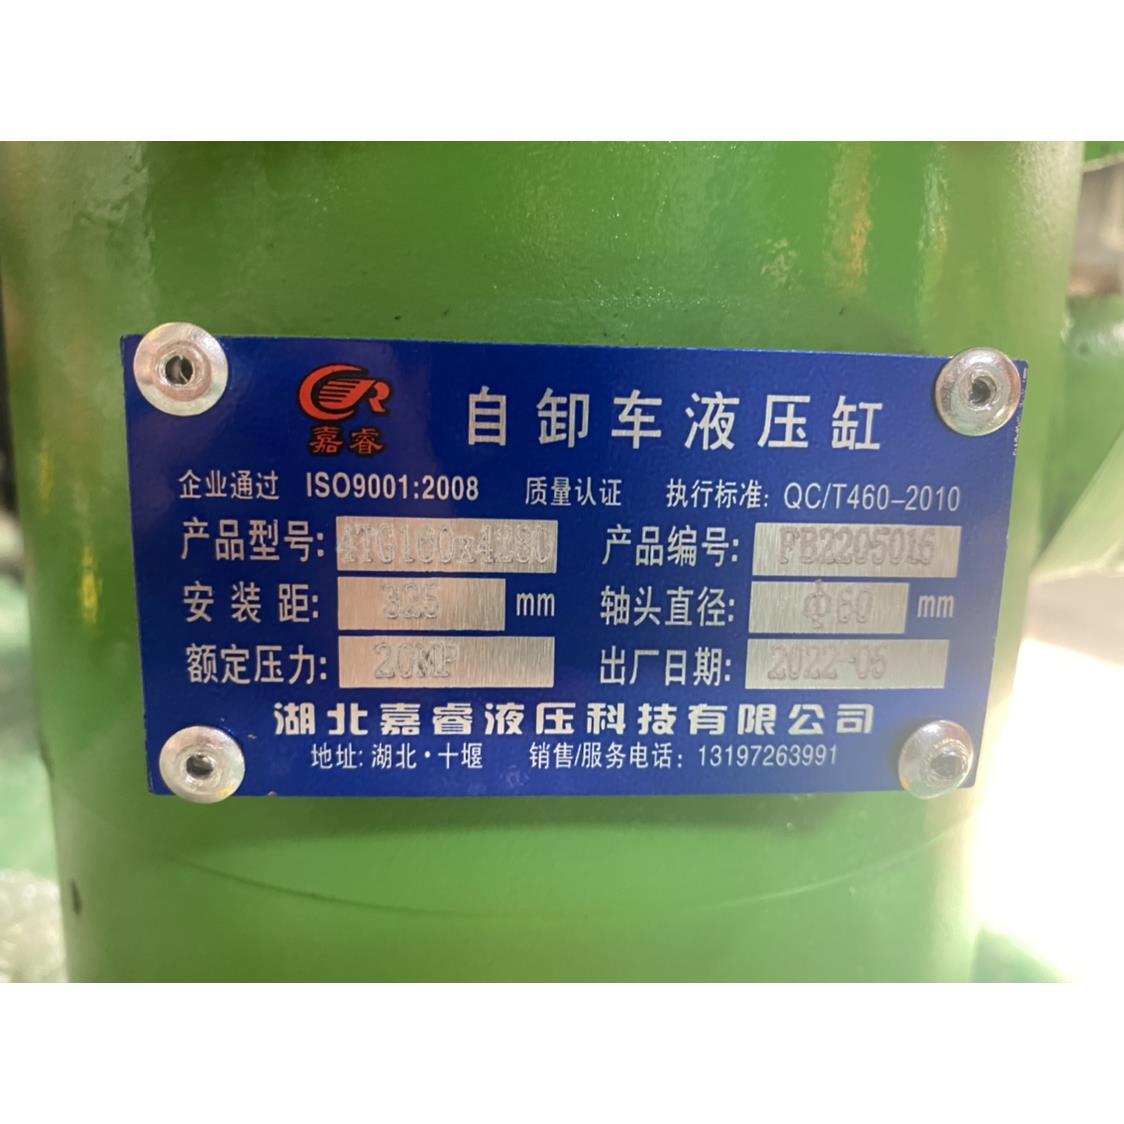 嘉睿
自卸车液压缸
企业通过 ISO9001:2008 质量认证 执行标准: QC/T460-2010
产品型号: 4TG160x4280 产品编号: PB2205016
安装距: 325 mm 轴头直径: Φ60 mm
额定压力: 20MP 出厂日期: 2022-05
湖北嘉睿液压科技有限公司
地址: 湖北·十堰 销售/服务电话: 13197263991